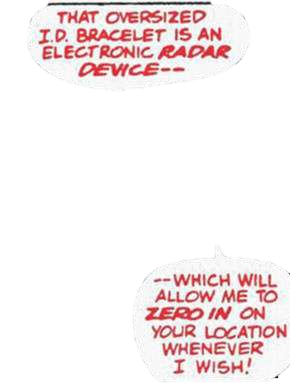 THAT OVERSIZED
I.D. BRACELET IS AN
ELECTRONIC RADAR
DEVICE--
--WHICH WILL
ALLOW ME TO
ZERO IN ON
YOUR LOCATION
WHENEVER
I WISH!